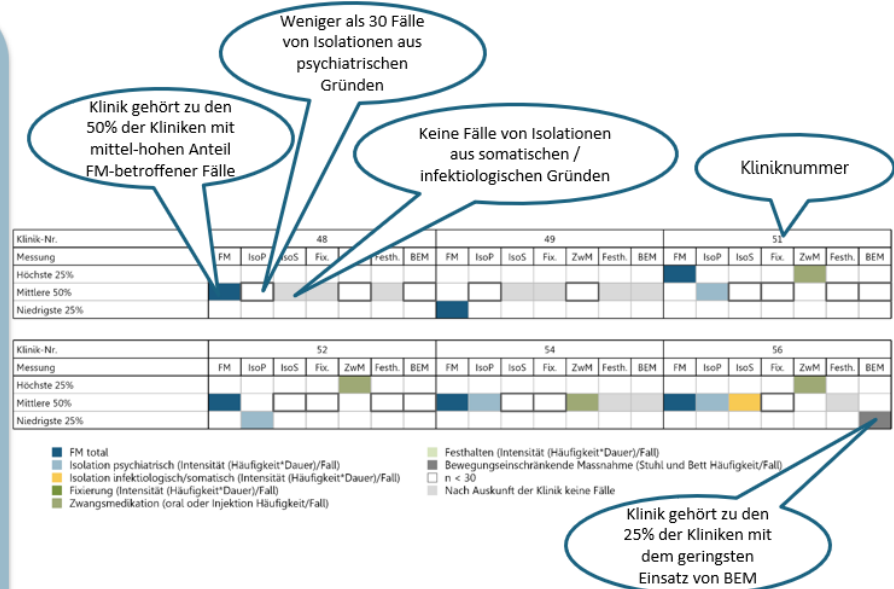 Weniger als 30 Fälle
von Isolationen aus
psychiatrischen
Gründen
Klinik gehört zu den
50% der Kliniken mit
mittel-hohen Anteil
FM-betroffener Fälle
Keine Fälle von Isolationen
aus somatischen /
infektiologischen Gründen
Kliniknummer
Klinik-Nr. 48 49 51
Messung FM IsoP IsoS Fix. Festh. BEM FM IsoP IsoS Fix. ZwM Festh. BEM FM IsoP IsoS Fix. ZwM Festh. BEM
Höchste 25%
Mittlere 50%
Niedrigste 25%
Klinik-Nr. 52 54 56
Messung FM IsoP IsoS Fix. ZwM Festh. BEM FM IsoP IsoS Fix. ZwM Festh. BEM FM IsoP IsoS Fix. ZwM Festh. BEM
Höchste 25%
Mittlere 50%
Niedrigste 25%
FM total
Isolation psychiatrisch (Intensität (Häufigkeit*Dauer)/Fall)
Isolation infektiologisch/somatisch (Intensität (Häufigkeit*Dauer)/Fall)
Fixierung (Intensität (Häufigkeit*Dauer)/Fall)
Zwangsmedikation (oral oder Injektion Häufigkeit/Fall)
Festhalten (Intensität (Häufigkeit*Dauer)/Fall)
Bewegungseinschränkende Massnahme (Stuhl und Bett Häufigkeit/Fall)
n < 30
Nach Auskunft der Klinik keine Fälle
Klinik gehört zu den
25% der Kliniken mit
dem geringsten
Einsatz von BEM